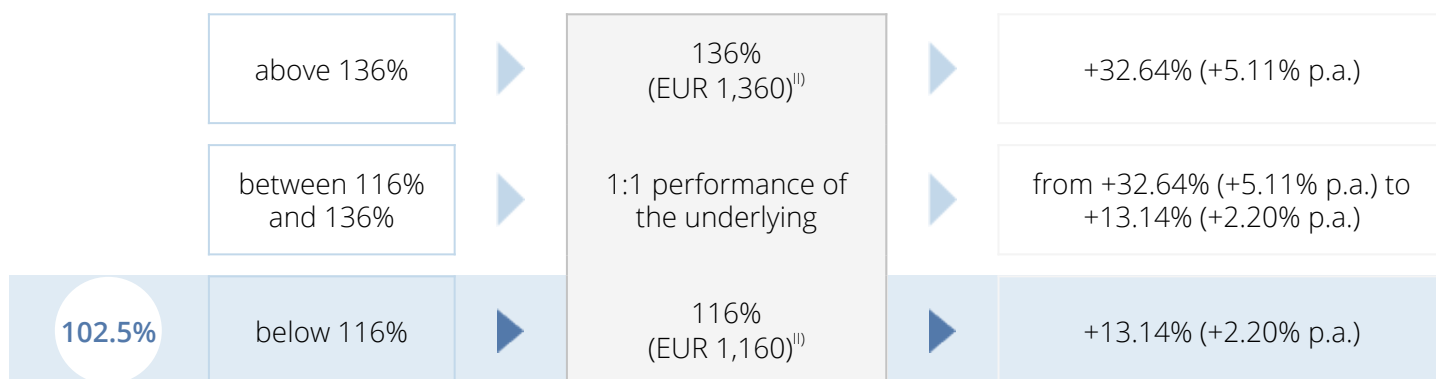 above 136%
136%
(EUR 1,360)II)
+32.64% (+5.11% p.a.)
between 116%
and 136%
1:1 performance of
the underlying
from +32.64% (+5.11% p.a.) to
+13.14% (+2.20% p.a.)
102.5%
below 116%
116%
(EUR 1,160)II)
+13.14% (+2.20% p.a.)